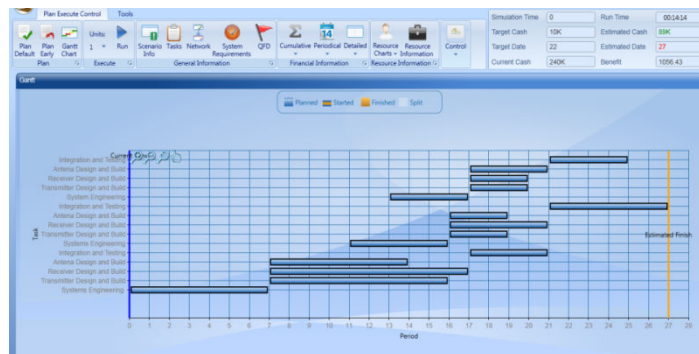 Plan Execute Control Tools
Plan Default
Plan Early
Gantt Chart
Plan
Units:
1
Run
Execute
Scenario Info
Tasks
Network
System Requirements
QFD
General Information
Cumulative
Periodical
14
Detailed
Financial Information
Resource Charts
Resource Information
Resource Information
Control
Simulation Time 0 Run Time 00:14:14
Target Cash 10K Estimated Cash 59K
Target Date 22 Estimated Date 27
Current Cash 240K Benefit 1056.43
Gantt
Planned Started Finished Split
Integration and Testing
Antena Design and Build
Receiver Design and Build
Transmitter Design and Build
System Engineering
Integration and Testing
Antena Design and Build
Receiver Design and Build
Transmitter Design and Build
Systems Engineering
Integration and Testing
Antena Design and Build
Receiver Design and Build
Transmitter Design and Build
Systems Engineering
Task
Estimated Finish
0 1 2 3 4 5 6 7 8 9 10 11 12 13 14 15 16 17 18 19 20 21 22 23 24 25 26 27 28
Period